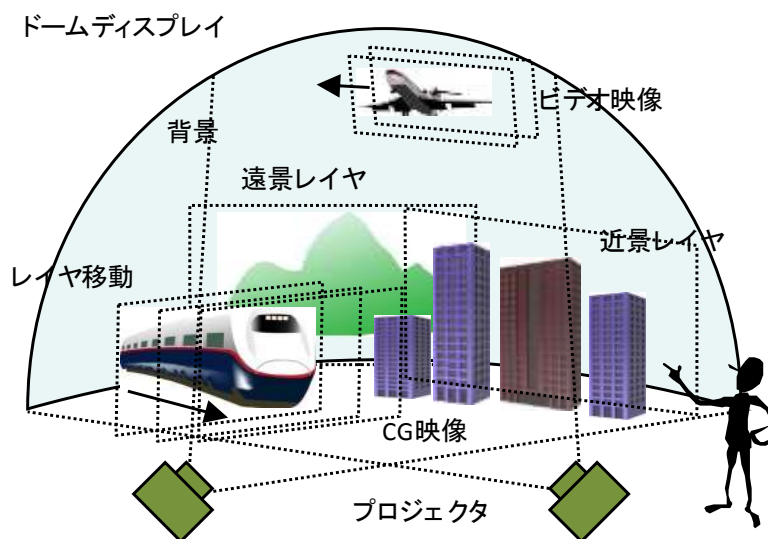 ドームディスプレイ
ビデオ映像
背景
遠景レイヤ
近景レイヤ
レイヤ移動
CG映像
プロジェクタ